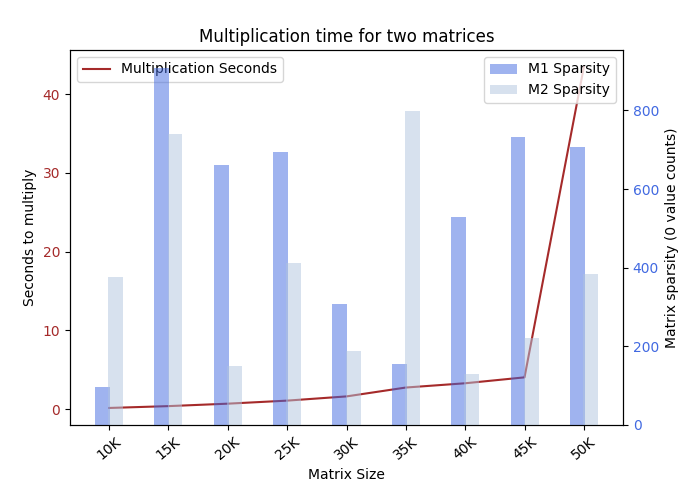 Multiplication time for two matrices
Multiplication Seconds
M1 Sparsity
M2 Sparsity
Seconds to multiply
40
30
20
10
0
800
600
400
200
0
Matrix sparsity (0 value counts)
10K 15K 20K 25K 30K 35K 40K 45K 50K
Matrix Size